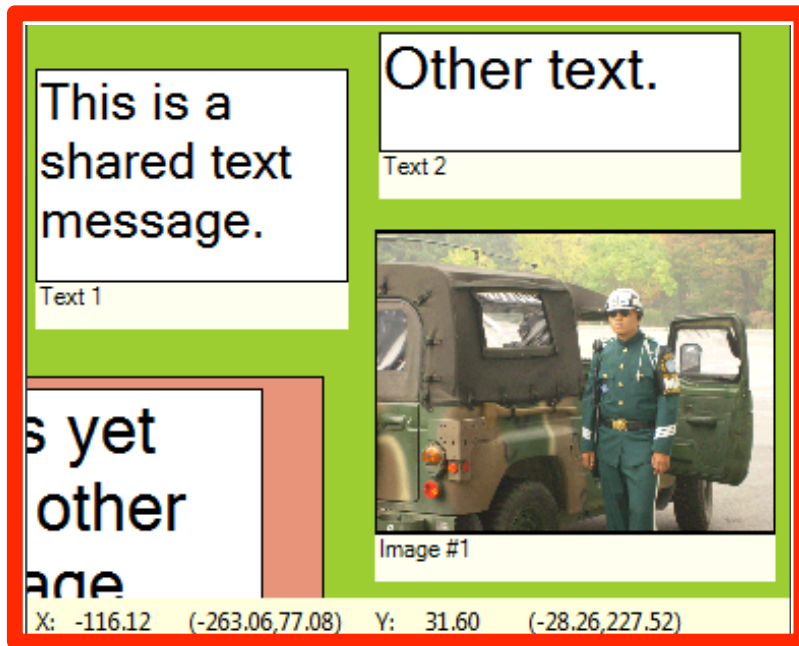 This is a
shared text
message.
Text 1
Other text.
Text 2
Image #1
s yet
other
age
X: -116.12 (-263.06,77.08) Y: 31.60 (-28.26,227.52)